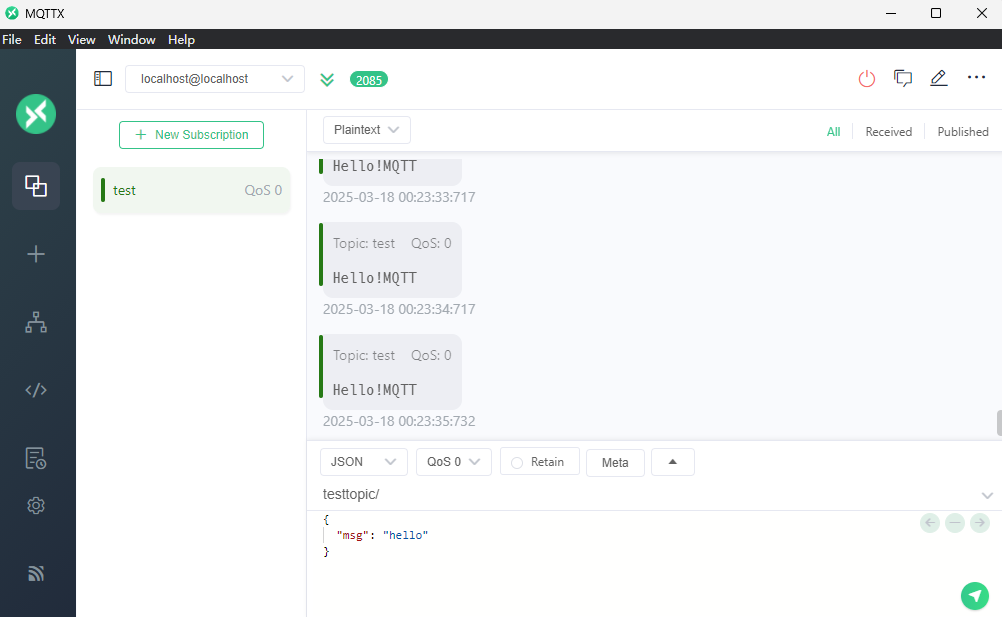 MQTTX
File Edit View Window Help
localhost@localhost 2085
New Subscription
test QoS 0
Plaintext All Received Published
Hello!MQTT
2025-03-18 00:23:33:717
Topic: test QoS: 0
Hello!MQTT
2025-03-18 00:23:34:717
Topic: test QoS: 0
Hello!MQTT
2025-03-18 00:23:35:732
JSON QoS 0 Retain Meta
testtopic/
{
"msg": "hello"
}